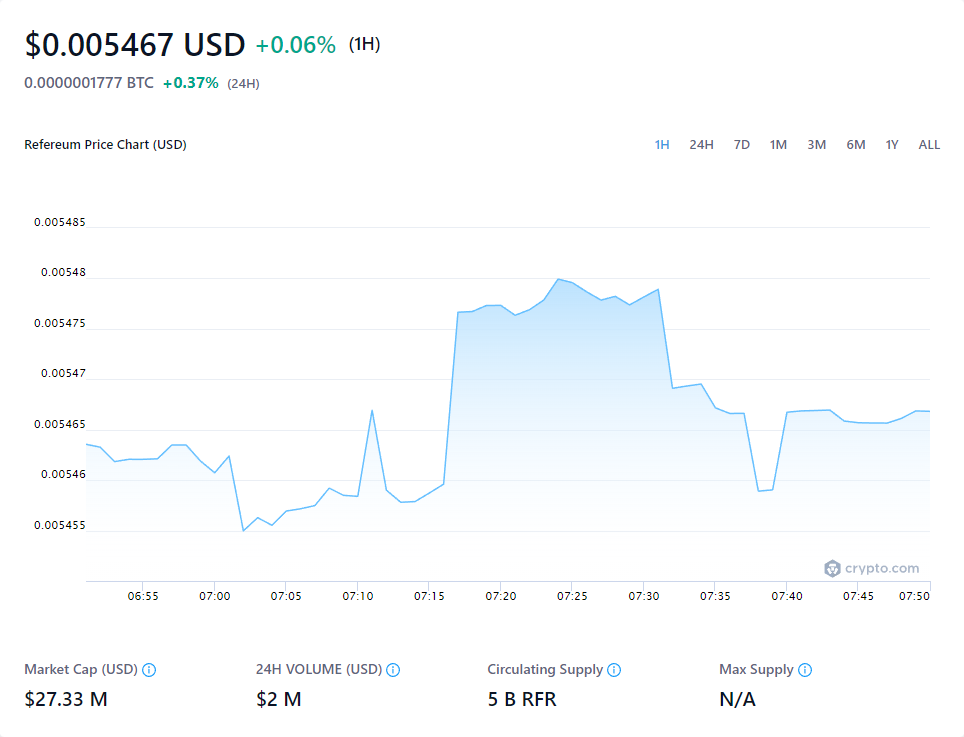 $0.005467 USD +0.06% (1H)
0.0000001777 BTC +0.37% (24H)
Refereum Price Chart (USD) 1H 24H 7D 1M 3M 6M 1Y ALL
0.005485
0.00548
0.005475
0.00547
0.005465
0.00546
0.005455
crypto.com
06:55 07:00 07:05 07:10 07:15 07:20 07:25 07:30 07:35 07:40 07:45 07:50
Market Cap (USD) 24H VOLUME (USD) Circulating Supply Max Supply
$27.33 M $2 M 5 B RFR N/A